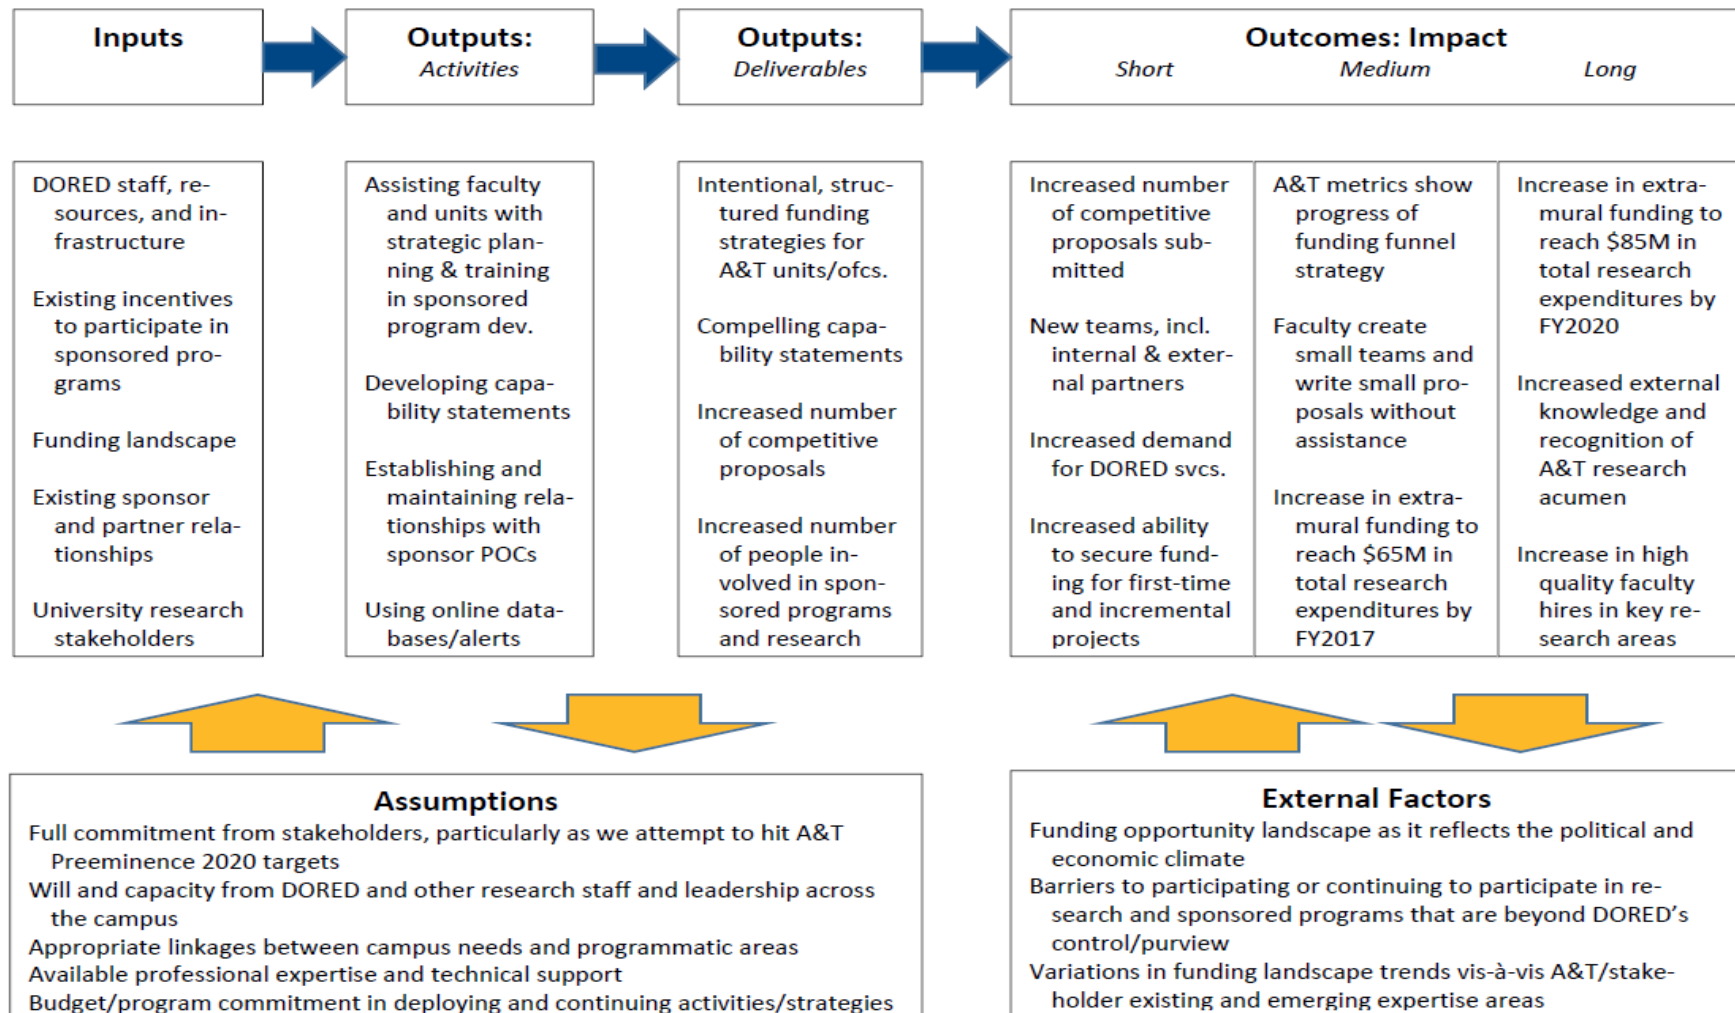 Inputs
Outputs:
Activities
Outputs:
Deliverables
Outcomes: Impact
Short
Medium
Long
DORED staff, re-
sources, and in-
frastructure
Existing incentives
to participate in
sponsored pro-
grams
Funding landscape
Existing sponsor
and partner rela-
tionships
University research
stakeholders
Assisting faculty
and units with
strategic plan-
ning & training
in sponsored
program dev.
Developing capa-
bility statements
Establishing and
maintaining rela-
tionships with
sponsor POCs
Using online data-
bases/alerts
Intentional, struc-
tured funding
strategies for
A&T units/ofcs.
Compelling capa-
bility statements
Increased number
of competitive
proposals
Increased number
of people in-
volved in spon-
sored programs
and research
Increased number
of competitive
proposals sub-
mitted
New teams, incl.
internal & exter-
nal partners
Increased demand
for DORED svcs.
Increased ability
to secure fund-
ing for first-time
and incremental
projects
A&T metrics show
progress of
funding funnel
strategy
Faculty create
small teams and
write small pro-
posals without
assistance
Increase in extra-
mural funding to
reach $65M in
total research
expenditures by
FY2017
Increase in extra-
mural funding to
reach $85M in
total research
expenditures by
FY2020
Increased external
knowledge and
recognition of
A&T research
acumen
Increase in high
quality faculty
hires in key re-
search areas
Assumptions
Full commitment from stakeholders, particularly as we attempt to hit A&T
Preeminence 2020 targets
Will and capacity from DORED and other research staff and leadership across
the campus
Appropriate linkages between campus needs and programmatic areas
Available professional expertise and technical support
Budget/program commitment in deploying and continuing activities/strategies
External Factors
Funding opportunity landscape as it reflects the political and
economic climate
Barriers to participating or continuing to participate in re-
search and sponsored programs that are beyond DORED's
control/purview
Variations in funding landscape trends vis-à-vis A&T/stake-
holder existing and emerging expertise areas